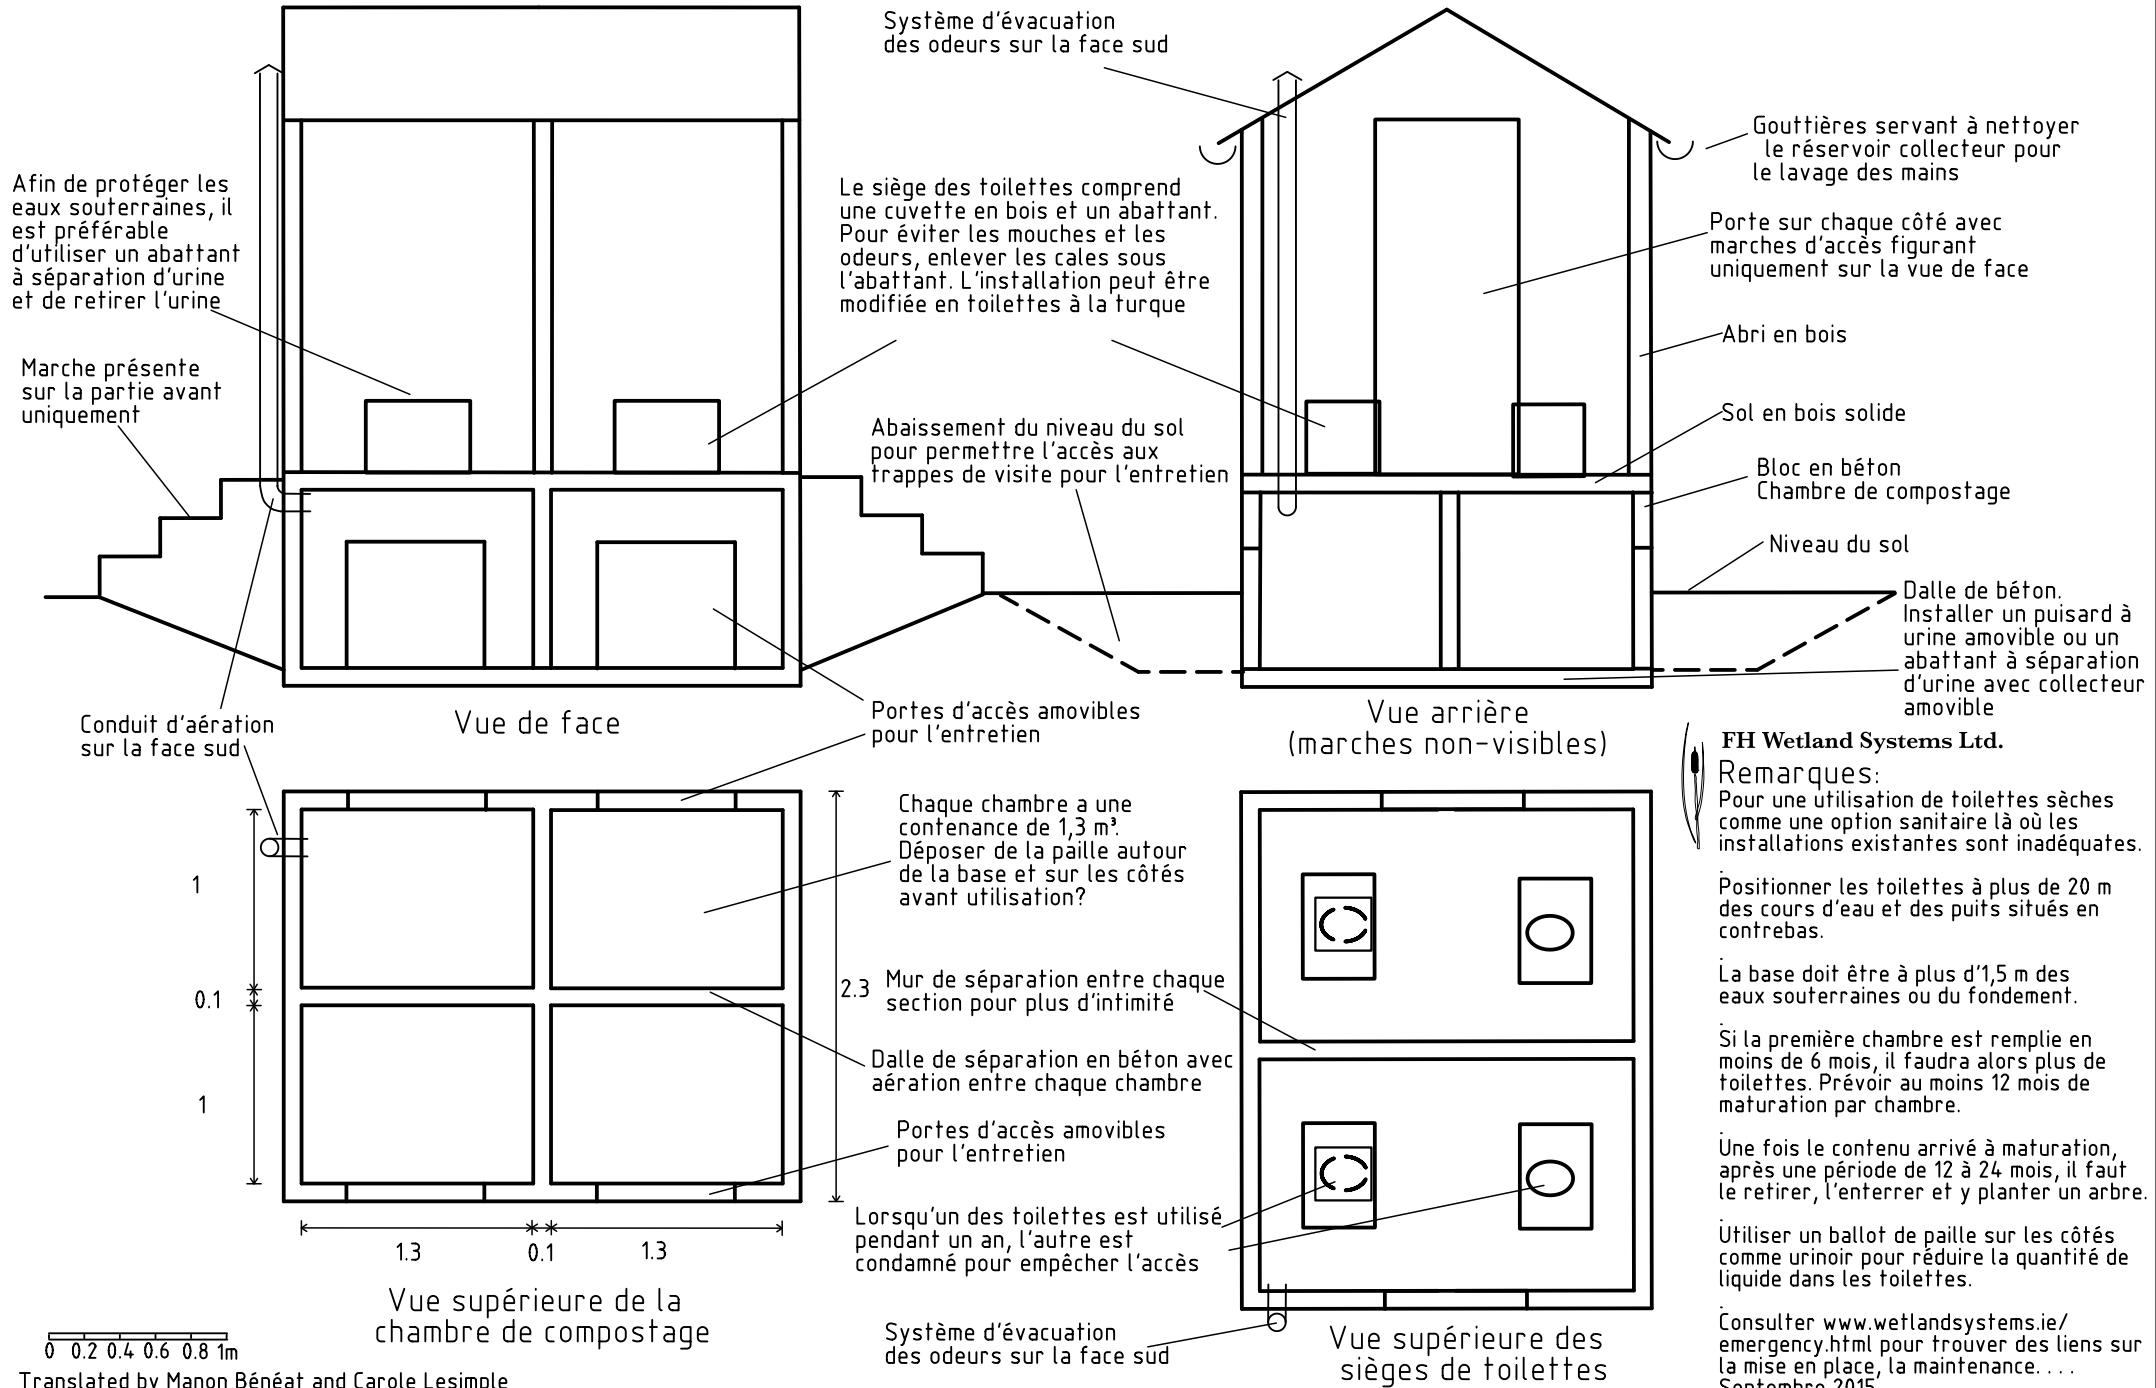 Système d'évacuation
des odeurs sur la face sud
Gouttières servant à nettoyer
le réservoir collecteur pour
le lavage des mains
Afin de protéger les
eaux souterraines, il
est préférable
d'utiliser un abattant
à séparation d'urine
et de retirer l'urine
Le siège des toilettes comprend
une cuvette en bois et un abattant.
Pour éviter les mouches et les
odeurs, enlever les cales sous
l'abattant. L'installation peut être
modifiée en toilettes à la turque
Porte sur chaque côté avec
marches d'accès figurant
uniquement sur la vue de face
Abri en bois
Marche présente
sur la partie avant
uniquement
Abaissement du niveau du sol
pour permettre l'accès aux
trappes de visite pour l'entretien
Sol en bois solide
Bloc en béton
Chambre de compostage
Niveau du sol
Dalle de béton.
Installer un puisard à
urine amovible ou un
abattant à séparation
d'urine avec collecteur
amovible
Conduit d'aération
sur la face sud
Vue de face
Portes d'accès amovibles
pour l'entretien
Vue arrière
(marches non-visibles)
Chaque chambre a une
contenance de 1,3 m³.
Déposer de la paille autour
de la base et sur les côtés
avant utilisation?
1
0.1
1
2.3
Mur de séparation entre chaque
section pour plus d'intimité
Dalle de séparation en béton avec
aération entre chaque chambre
Portes d'accès amovibles
pour l'entretien
Lorsqu'un des toilettes est utilisé
pendant un an, l'autre est
condamné pour empêcher l'accès
1.3 0.1 1.3
Vue supérieure de la
chambre de compostage
Système d'évacuation
des odeurs sur la face sud
Vue supérieure des
sièges de toilettes
0 0.2 0.4 0.6 0.8 1m
Translated by Manon Bénéat and Carole Lesimple
FH Wetland Systems Ltd.
Remarques:
Pour une utilisation de toilettes sèches
comme une option sanitaire là où les
installations existantes sont inadéquates.
.
Positionner les toilettes à plus de 20 m
des cours d'eau et des puits situés en
contrebas.
.
La base doit être à plus d'1,5 m des
eaux souterraines ou du fondement.
.
Si la première chambre est remplie en
moins de 6 mois, il faudra alors plus de
toilettes. Prévoir au moins 12 mois de
maturation par chambre.
.
Une fois le contenu arrivé à maturation,
après une période de 12 à 24 mois, il faut
le retirer, l'enterrer et y planter un arbre.
.
Utiliser un ballot de paille sur les côtés
comme urinoir pour réduire la quantité de
liquide dans les toilettes.
.
Consulter www.wetlandsystems.ie/
emergency.html pour trouver des liens sur
la mise en place, la maintenance. . . .
Septembre 2015